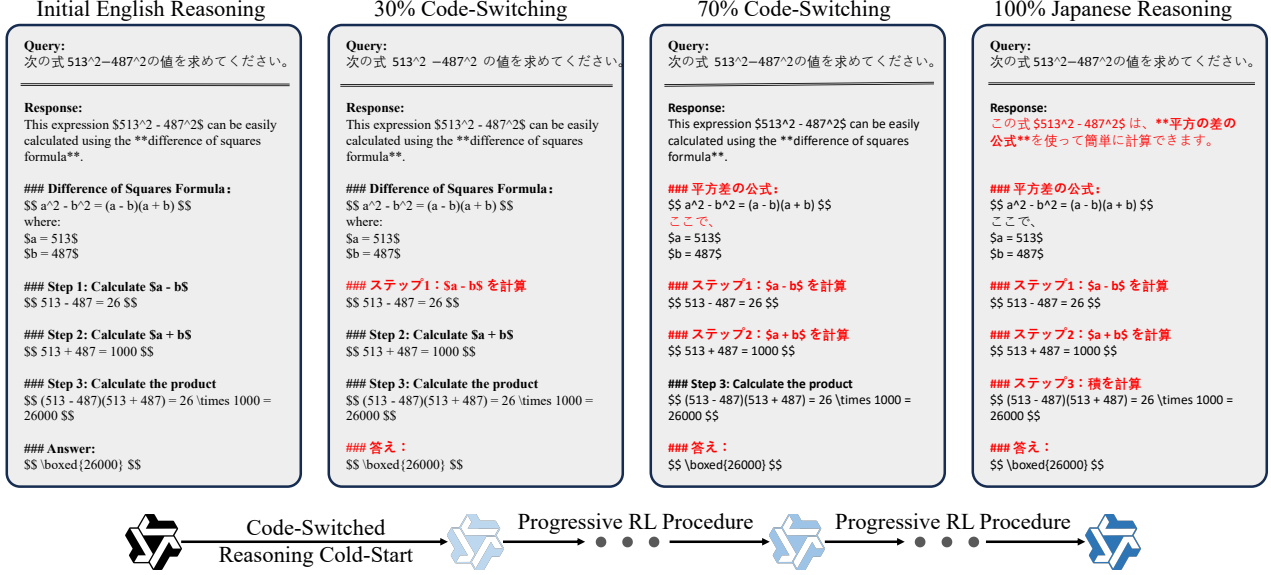 Initial English Reasoning
Query:
次の式 513^2−487^2の値を求めてください。
Response:
This expression $513^2 - 487^2$ can be easily
calculated using the **difference of squares
formula**.
### Difference of Squares Formula:
$$ a^2 - b^2 = (a - b)(a + b) $$
where:
$a = 513$
$b = 487$
### Step 1: Calculate $a - b$
$$ 513 - 487 = 26 $$
### Step 2: Calculate $a + b$
$$ 513 + 487 = 1000 $$
### Step 3: Calculate the product
$$ (513 - 487)(513 + 487) = 26 \times 1000 =
26000 $$
### Answer:
$$ \boxed{26000} $$
30% Code-Switching
Query:
次の式 513^2 −487^2 の値を求めてください。
Response:
This expression $513^2 - 487^2$ can be easily
calculated using the **difference of squares
formula**.
### Difference of Squares Formula:
$$ a^2 - b^2 = (a - b)(a + b) $$
where:
$a = 513$
$b = 487$
### ステップ1：$a - b$ を計算
$$ 513 - 487 = 26 $$
### Step 2: Calculate $a + b$
$$ 513 + 487 = 1000 $$
### Step 3: Calculate the product
$$ (513 - 487)(513 + 487) = 26 \times 1000 =
26000 $$
### 答え：
$$ \boxed{26000} $$
70% Code-Switching
Query:
次の式 513^2−487^2の値を求めてください。
Response:
This expression $513^2 - 487^2$ can be easily
calculated using the **difference of squares
formula**.
### 平方差の公式：
$$ a^2 - b^2 = (a - b)(a + b) $$
ここで、
$a = 513$
$b = 487$
### ステップ1：$a - b$ を計算
$$ 513 - 487 = 26 $$
### ステップ2：$a + b$ を計算
$$ 513 + 487 = 1000 $$
### Step 3: Calculate the product
$$ (513 - 487)(513 + 487) = 26 \times 1000 =
26000 $$
### 答え：
$$ \boxed{26000} $$
100% Japanese Reasoning
Query:
次の式 513^2−487^2の値を求めてください。
Response:
この式 $513^2 - 487^2$ は、**平方の差の
公式**を使って簡単に計算できます。
### 平方差の公式：
$$ a^2 - b^2 = (a - b)(a + b) $$
ここで、
$a = 513$
$b = 487$
### ステップ1：$a - b$ を計算
$$ 513 - 487 = 26 $$
### ステップ2：$a + b$ を計算
$$ 513 + 487 = 1000 $$
### ステップ3：積を計算
$$ (513 - 487)(513 + 487) = 26 \times 1000 =
26000 $$
### 答え：
$$ \boxed{26000} $$
Code-Switched
Reasoning Cold-Start
Progressive RL Procedure
Progressive RL Procedure